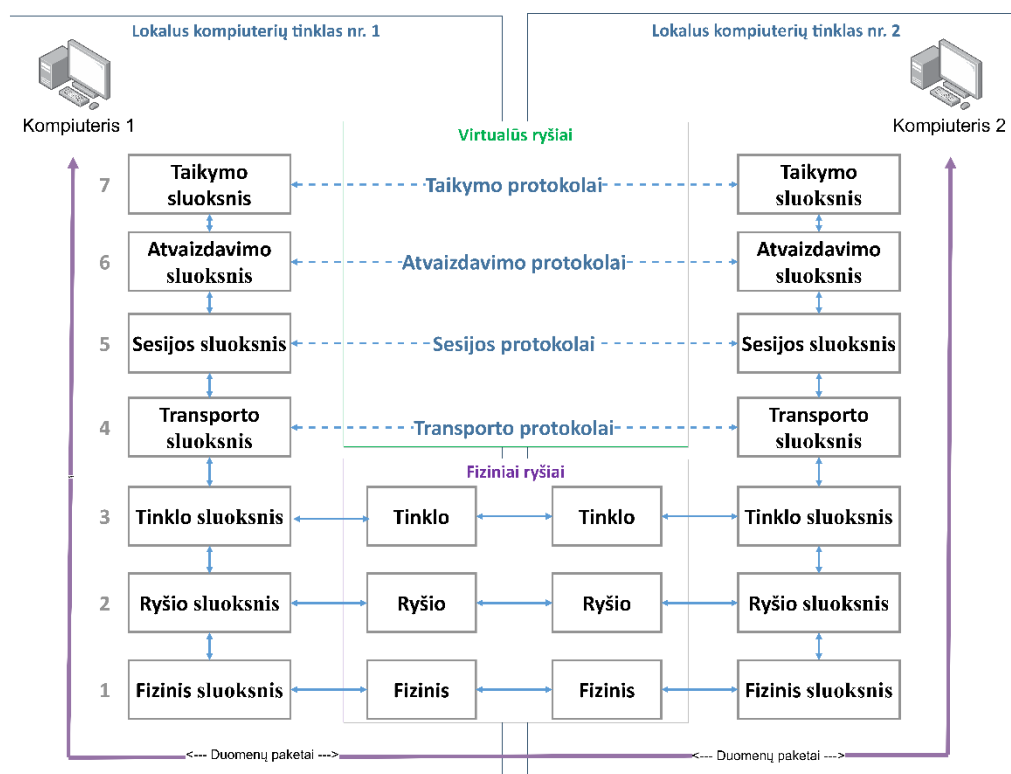 Lokalus kompiuterių tinklas nr. 1
Lokalus kompiuterių tinklas nr. 2
Kompiuteris 1
Kompiuteris 2
Virtualūs ryšiai
7
Taikymo
sluoksnis
Taikymo protokolai
Taikymo
sluoksnis
6
Atvaizdavimo
sluoksnis
Atvaizdavimo protokolai
Atvaizdavimo
sluoksnis
5
Sesijos sluoksnis
Sesijos protokolai
Sesijos sluoksnis
4
Transporto
sluoksnis
Transporto protokolai
Transporto
sluoksnis
Fiziniai ryšiai
3
Tinklo sluoksnis
Tinklo
Tinklo
Tinklo sluoksnis
2
Ryšio sluoksnis
Ryšio
Ryšio
Ryšio sluoksnis
1
Fizinis sluoksnis
Fizinis
Fizinis
Fizinis sluoksnis
<--- Duomenų paketai --->
<--- Duomenų paketai --->